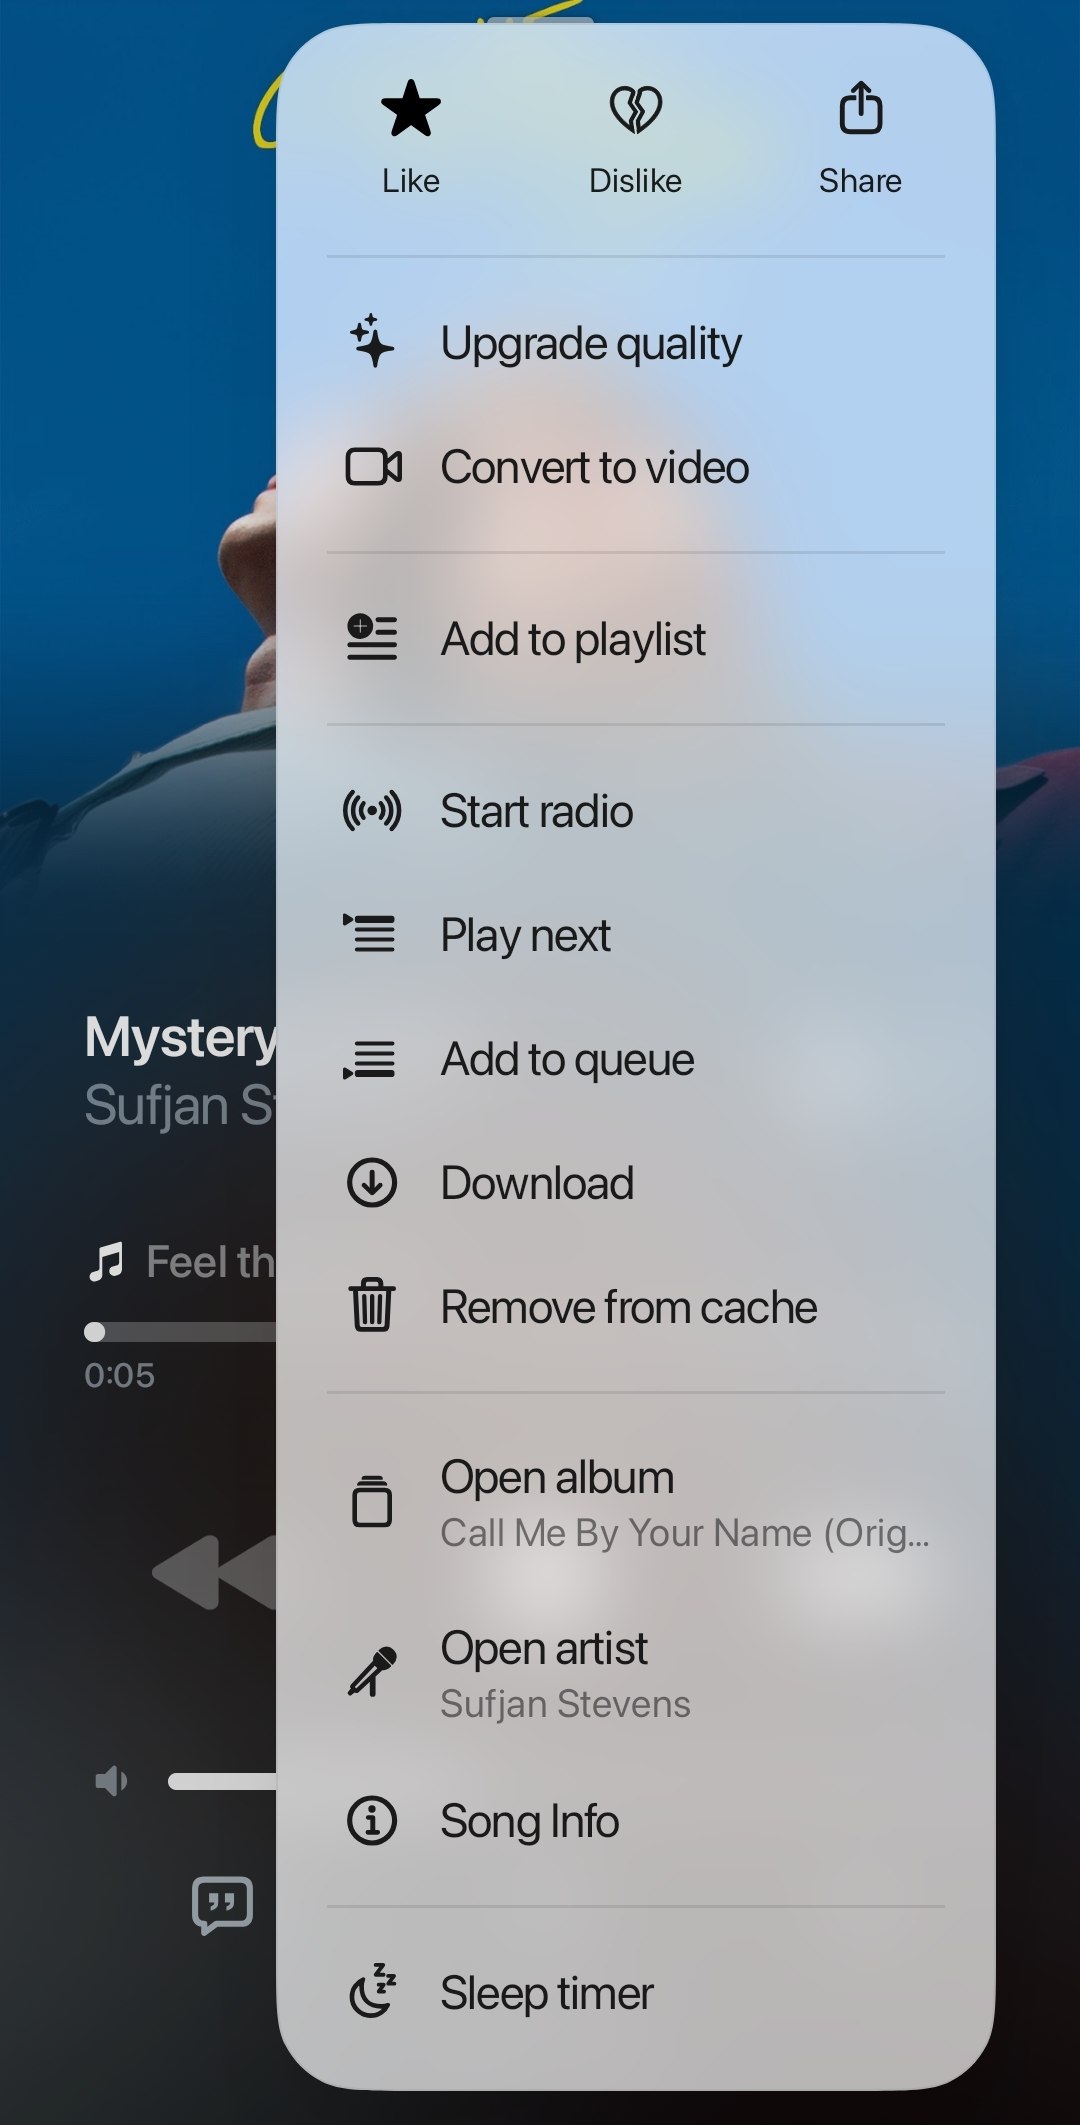 Like
Dislike
Share
Upgrade quality
Convert to video
Add to playlist
Start radio
Play next
Add to queue
Download
Remove from cache
Open album
Call Me By Your Name (Orig...
Open artist
Sufjan Stevens
Song Info
Sleep timer
Mystery
Sufjan St
Feel th
0:05